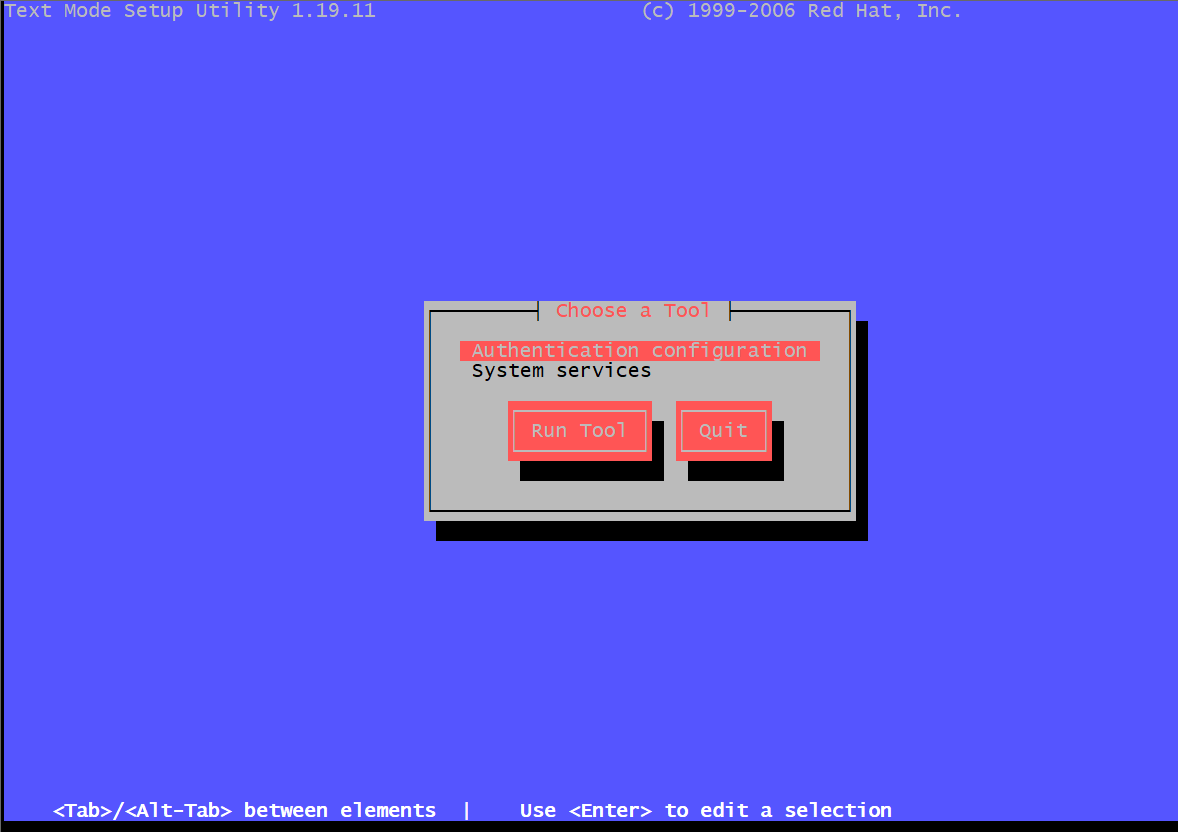 Text Mode Setup Utility 1.19.11 (c) 1999-2006 Red Hat, Inc.
Choose a Tool
Authentication configuration
System services
Run Tool Quit
<Tab>/<Alt-Tab> between elements | Use <Enter> to edit a selection